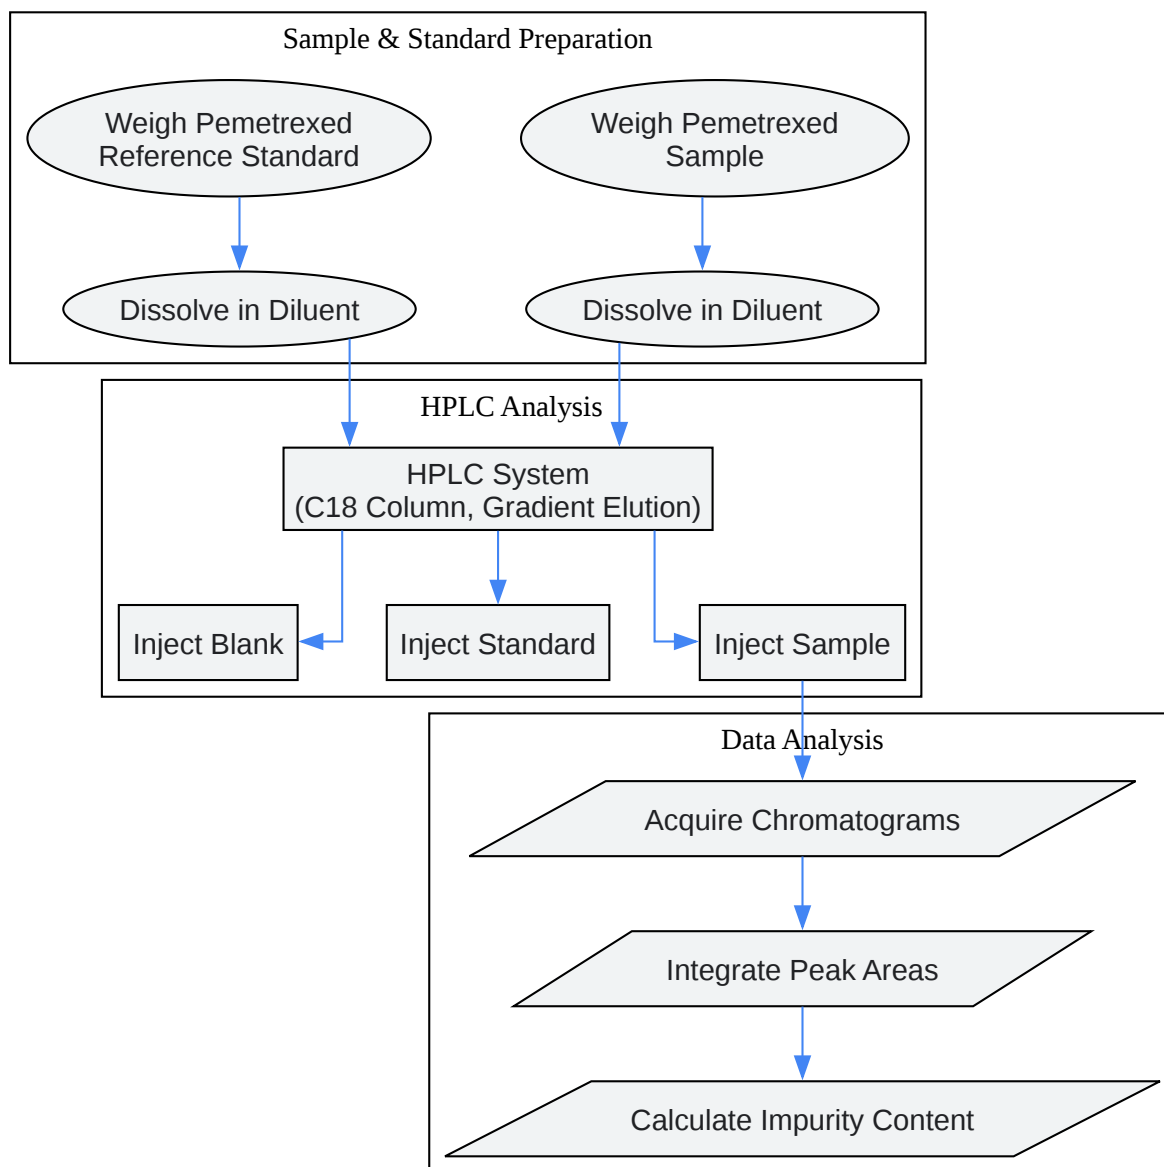 Sample & Standard Preparation
Weigh Pemetrexed
Reference Standard
Weigh Pemetrexed
Sample
Dissolve in Diluent
Dissolve in Diluent
HPLC Analysis
HPLC System
(C18 Column, Gradient Elution)
Inject Blank
Inject Standard
Inject Sample
Data Analysis
Acquire Chromatograms
Integrate Peak Areas
Calculate Impurity Content